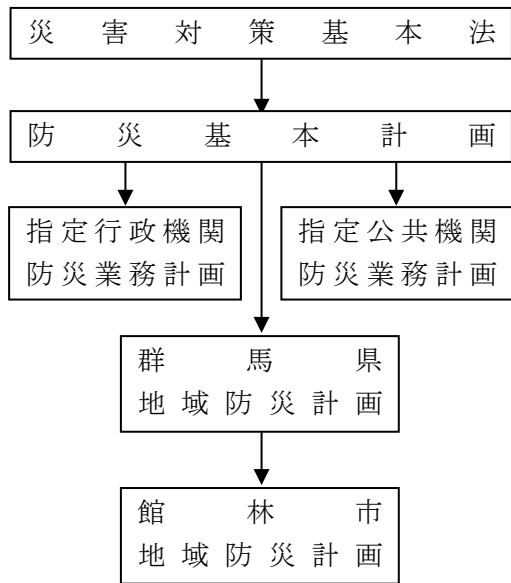 災害対策基本法
防災基本計画
指定行政機関
防災業務計画
指定公共機関
防災業務計画
群馬県
地域防災計画
館林市
地域防災計画